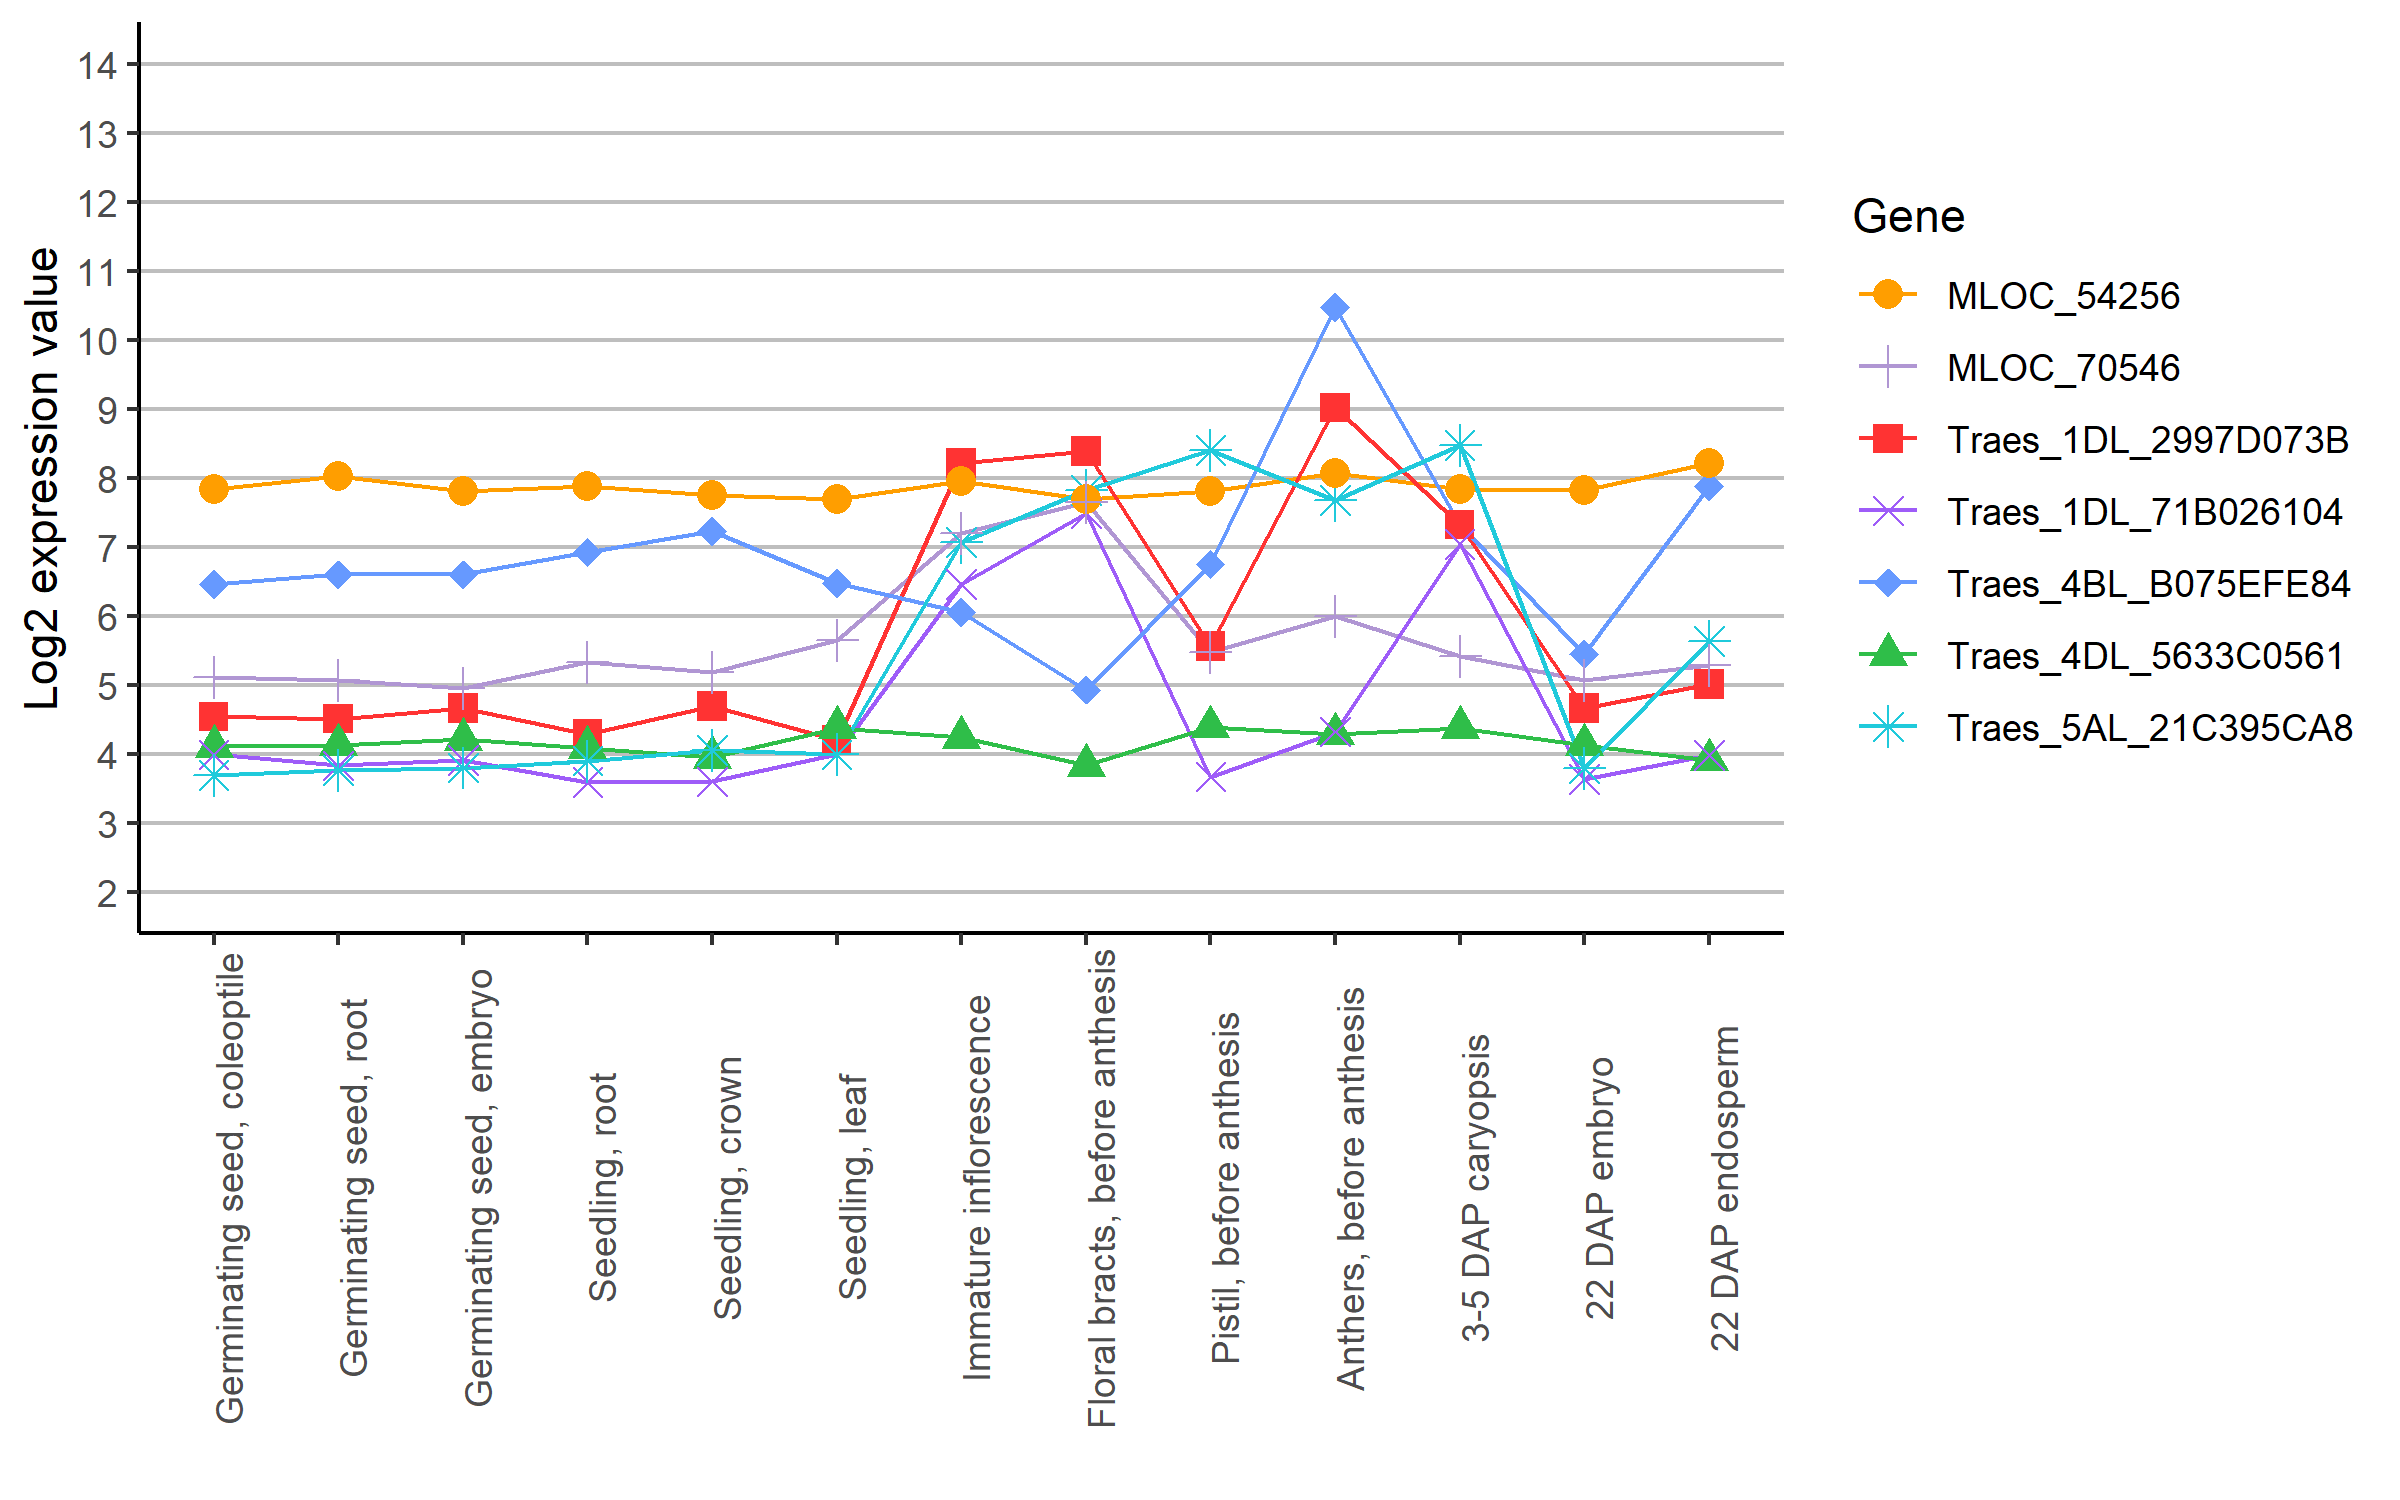 Log2 expression value
14
13
12
11
10
9
8
7
6
5
4
3
2
Germinating seed, coleoptile
Germinating seed, root
Germinating seed, embryo
Seedling, root
Seedling, crown
Seedling, leaf
Immature inflorescence
Floral bracts, before anthesis
Pistil, before anthesis
Anthers, before anthesis
3-5 DAP caryopsis
22 DAP embryo
22 DAP endosperm
Gene
MLOC_54256
MLOC_70546
Traes_1DL_2997D073B
Traes_1DL_71B026104
Traes_4BL_B075EFE84
Traes_4DL_5633C0561
Traes_5AL_21C395CA8